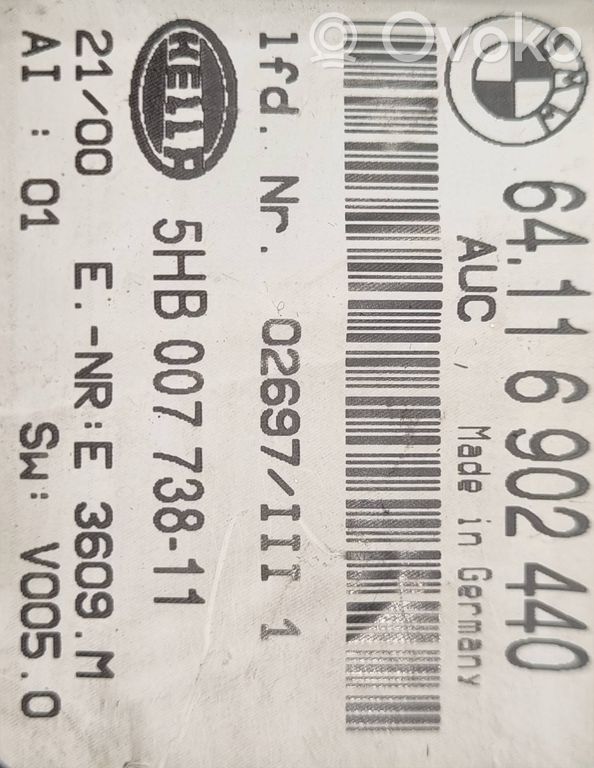 Ovoko
BMW
64.11 6 902 440
AUC, Made in Germany
lfd. Nr. 02697/III 1
HELLA
5HB 007 738-11
21/00 E.-NR:E 3609.M
AI : 01 SW: V005.0